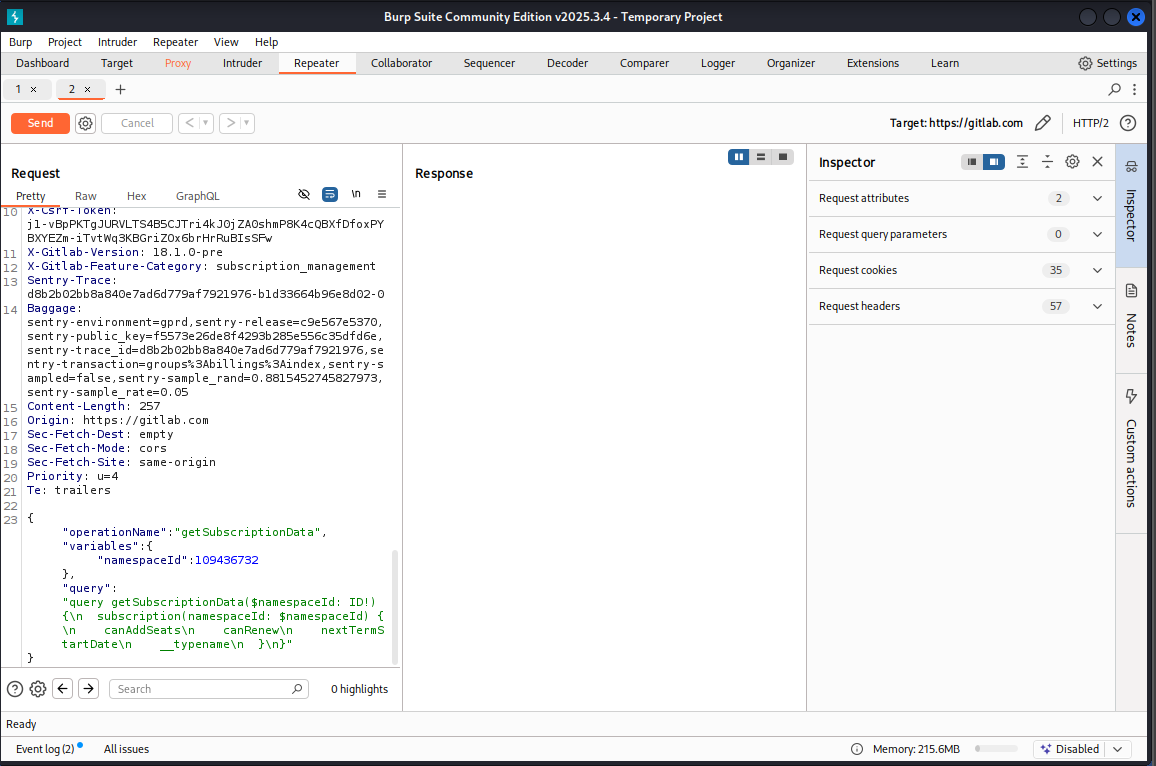 Burp Suite Community Edition v2025.3.4 - Temporary Project
Burp Project Intruder Repeater View Help
Dashboard Target Proxy Intruder Repeater Collaborator Sequencer Decoder Comparer Logger Organizer Extensions Learn Settings
1 × 2 × +
Send Cancel < > Target: https://gitlab.com HTTP/2 ?
Request
Pretty Raw Hex GraphQL \n
10 X-Csrf-Token:
j1-vBpPKTgJURVLTS4B5CJTri4kJ0jZA0shmP8K4cQBXfDfoxPY
BXYEZm-iTvtWq3KBGriZOx6brHrRuBIsSFw
11 X-Gitlab-Version: 18.1.0-pre
12 X-Gitlab-Feature-Category: subscription_management
13 Sentry-Trace:
d8b2b02bb8a840e7ad6d779af7921976-b1d33664b96e8d02-0
14 Baggage:
sentry-environment=gprd,sentry-release=c9e567e5370,
sentry-public_key=f5573e26de8f4293b285e556c35dfd6e,
sentry-trace_id=d8b2b02bb8a840e7ad6d779af7921976,se
ntry-transaction=groups%3Abillings%3Aindex,sentry-s
ampled=false,sentry-sample_rand=0.8815452745827973,
sentry-sample_rate=0.05
15 Content-Length: 257
16 Origin: https://gitlab.com
17 Sec-Fetch-Dest: empty
18 Sec-Fetch-Mode: cors
19 Sec-Fetch-Site: same-origin
20 Priority: u=4
21 Te: trailers
22
23 {
"operationName":"getSubscriptionData",
"variables":{
"namespaceId":109436732
},
"query":
"query getSubscriptionData($namespaceId: ID!)
{\n  subscription(namespaceId: $namespaceId) {
\n    canAddSeats\n    canRenew\n    nextTermS
tartDate\n    __typename\n  }\n}"
}
? Search 0 highlights
Response
Inspector
Request attributes 2
Request query parameters 0
Request cookies 35
Request headers 57
Inspector
Notes
Custom actions
Ready
Event log (2) All issues Memory: 215.6MB Disabled